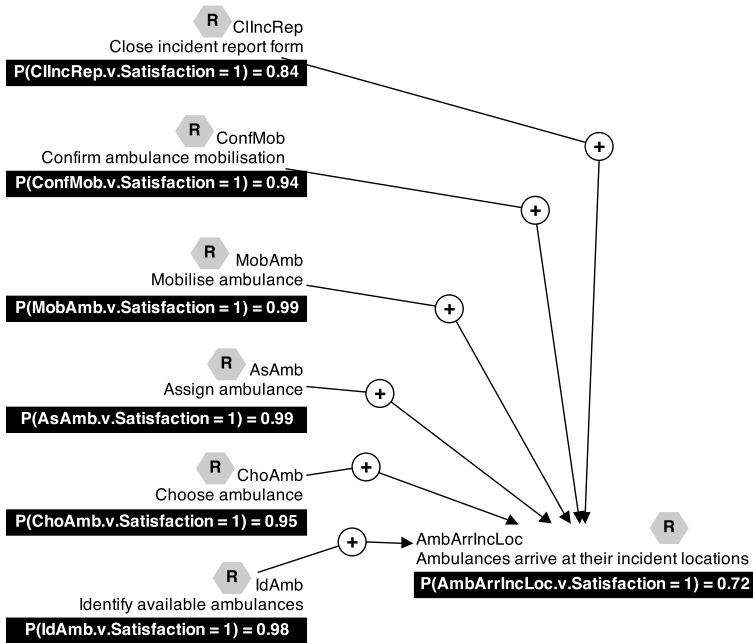 R ClIncRep
Close incident report form
P(ClIncRep.v.Satisfaction = 1) = 0.84
+
R ConfMob
Confirm ambulance mobilisation
P(ConfMob.v.Satisfaction = 1) = 0.94
+
R MobAmb
Mobilise ambulance
P(MobAmb.v.Satisfaction = 1) = 0.99
+
R AsAmb
Assign ambulance
P(AsAmb.v.Satisfaction = 1) = 0.99
+
R ChoAmb
Choose ambulance
P(ChoAmb.v.Satisfaction = 1) = 0.95
+
R IdAmb
Identify available ambulances
P(IdAmb.v.Satisfaction = 1) = 0.98
+
R
AmbArrIncLoc
Ambulances arrive at their incident locations
P(AmbArrIncLoc.v.Satisfaction = 1) = 0.72